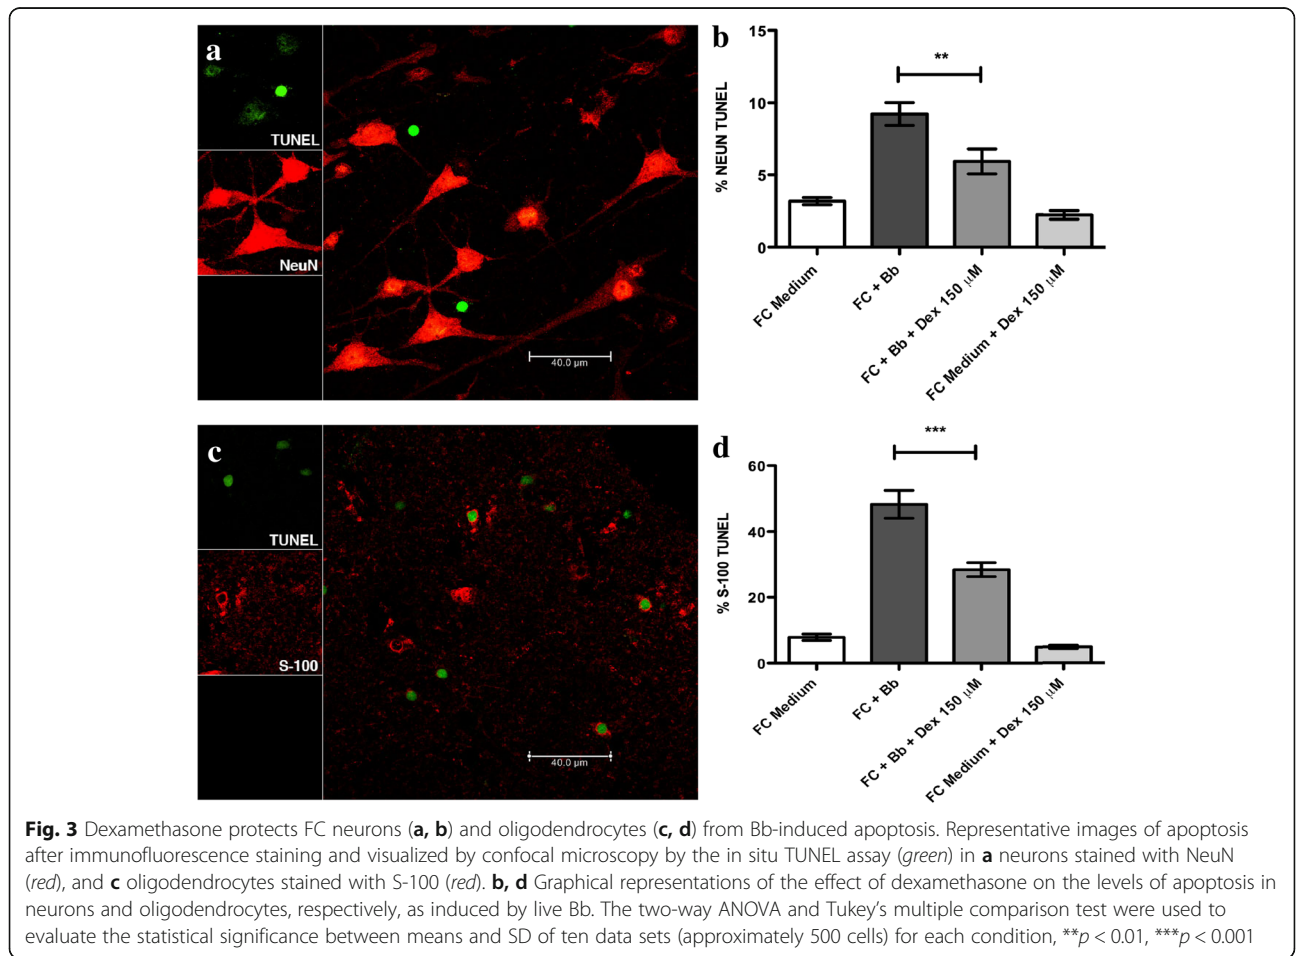 a
TUNEL
NeuN
40.0 µm
b
% NEUN TUNEL
15
10
5
0
**
FC Medium
FC + Bb
FC + Bb + Dex 150 µM
FC Medium + Dex 150 µM
c
TUNEL
S-100
40.0 µm
d
% S-100 TUNEL
60
40
20
0
***
FC Medium
FC + Bb
FC + Bb + Dex 150 µM
FC Medium + Dex 150 µM
Fig. 3 Dexamethasone protects FC neurons (a, b) and oligodendrocytes (c, d) from Bb-induced apoptosis. Representative images of apoptosis
after immunofluorescence staining and visualized by confocal microscopy by the in situ TUNEL assay (green) in a neurons stained with NeuN
(red), and c oligodendrocytes stained with S-100 (red). b, d Graphical representations of the effect of dexamethasone on the levels of apoptosis in
neurons and oligodendrocytes, respectively, as induced by live Bb. The two-way ANOVA and Tukey's multiple comparison test were used to
evaluate the statistical significance between means and SD of ten data sets (approximately 500 cells) for each condition, **p < 0.01, ***p < 0.001